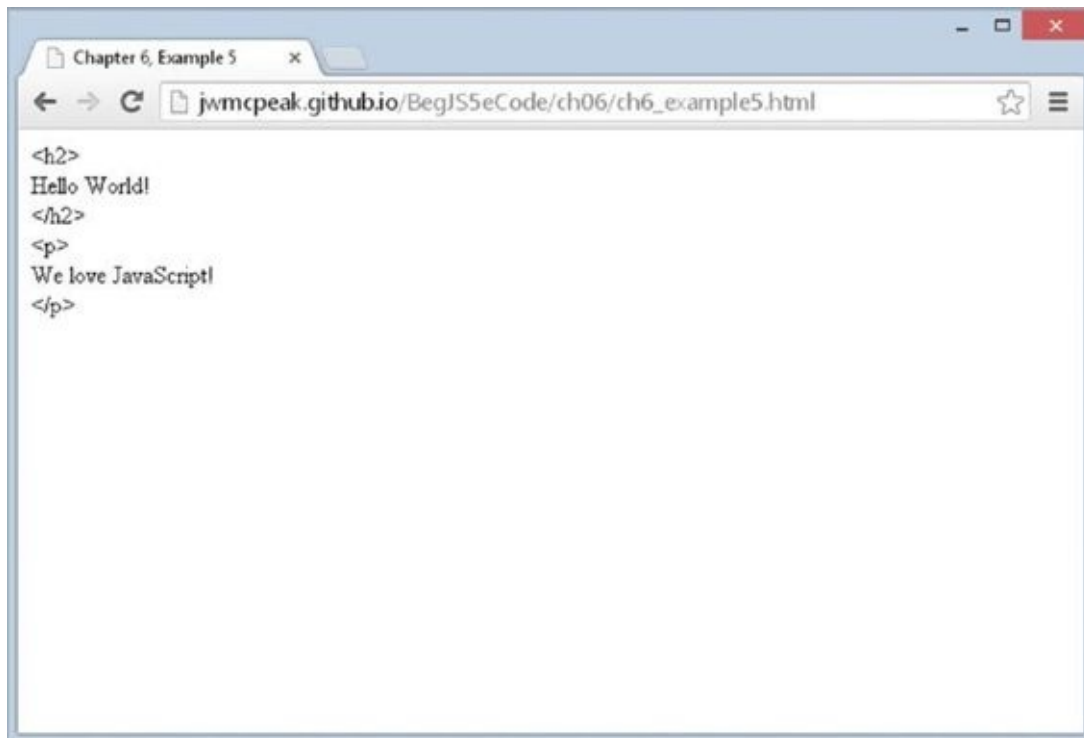 Chapter 6, Example 5
jwmcpeak.github.io/BegJS5eCode/ch06/ch6_example5.html
<h2>
Hello World!
</h2>
<p>
We love JavaScript!
</p>